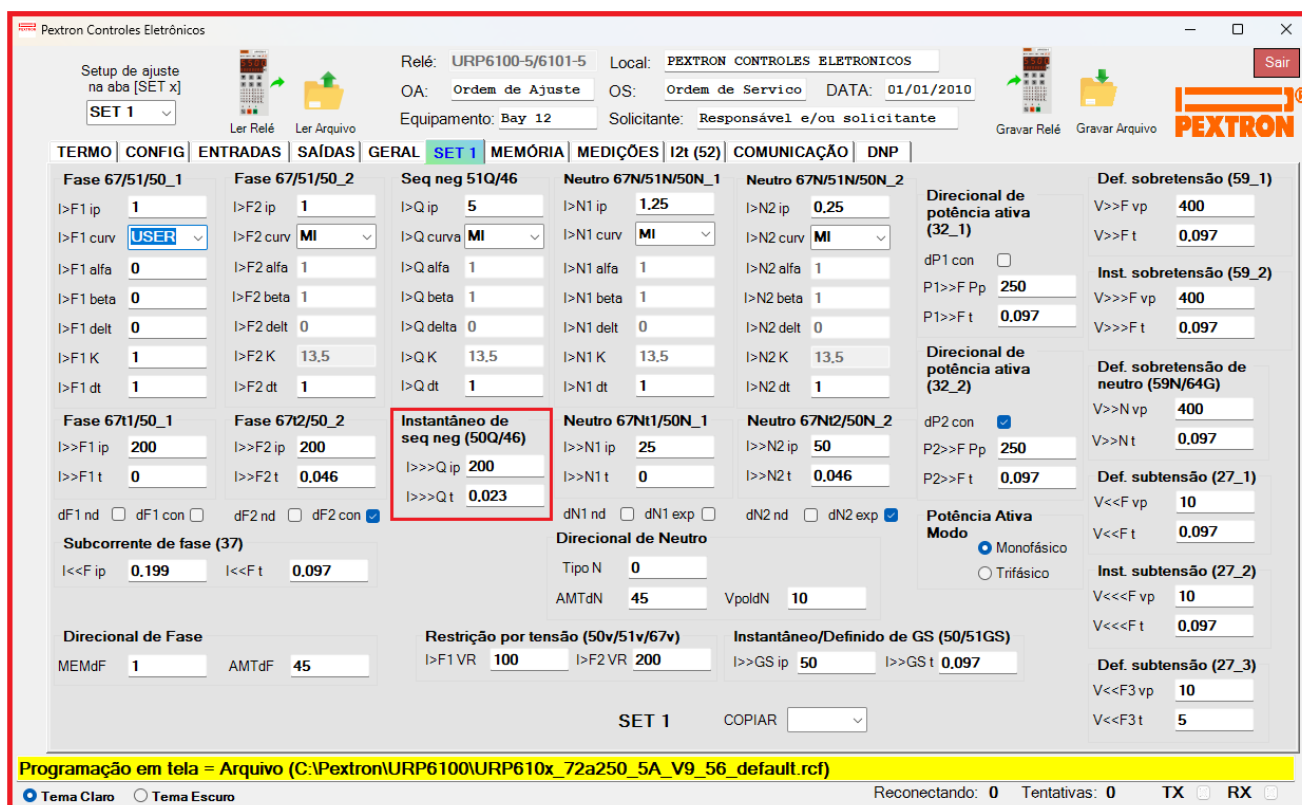 Pextron Controles Eletrônicos
Setup de ajuste
na aba [SET x]
SET 1
Ler Relé
Ler Arquivo
Relé: URP6100-5/6101-5 Local: PEXTRON CONTROLES ELETRONICOS
OA: Ordem de Ajuste OS: Ordem de Servico DATA: 01/01/2010
Equipamento: Bay 12 Solicitante: Responsável e/ou solicitante
Gravar Relé
Gravar Arquivo
Sair
PEXTRON
TERMO CONFIG ENTRADAS SAÍDAS GERAL SET 1 MEMÓRIA MEDIÇÕES I2t (52) COMUNICAÇÃO DNP
Fase 67/51/50_1
I>F1 ip 1
I>F1 curv USER
I>F1 alfa 0
I>F1 beta 0
I>F1 delt 0
I>F1 K 1
I>F1 dt 1
Fase 67/51/50_2
I>F2 ip 1
I>F2 curv MI
I>F2 alfa 1
I>F2 beta 1
I>F2 delt 0
I>F2 K 13,5
I>F2 dt 1
Seq neg 51Q/46
I>Q ip 5
I>Q curva MI
I>Q alfa 1
I>Q beta 1
I>Q delta 0
I>Q K 13,5
I>Q dt 1
Neutro 67N/51N/50N_1
I>N1 ip 1,25
I>N1 curv MI
I>N1 alfa 1
I>N1 beta 1
I>N1 delt 0
I>N1 K 13,5
I>N1 dt 1
Neutro 67N/51N/50N_2
I>N2 ip 0,25
I>N2 curv MI
I>N2 alfa 1
I>N2 beta 1
I>N2 delt 0
I>N2 K 13,5
I>N2 dt 1
Direcional de
potência ativa
(32_1)
dP1 con
P1>>F Pp 250
P1>>F t 0,097
Direcional de
potência ativa
(32_2)
dP2 con
P2>>F Pp 250
P2>>F t 0,097
Potência Ativa
Modo
Monofásico
Trifásico
Def. sobretensão (59_1)
V>>F vp 400
V>>F t 0,097
Inst. sobretensão (59_2)
V>>>F vp 400
V>>>F t 0,097
Def. sobretensão de
neutro (59N/64G)
V>>N vp 400
V>>N t 0,097
Def. subtensão (27_1)
V<<F vp 10
V<<F t 0,097
Inst. subtensão (27_2)
V<<<F vp 10
V<<<F t 0,097
Def. subtensão (27_3)
V<<F3 vp 10
V<<F3 t 5
Fase 67t1/50_1
I>>F1 ip 200
I>>F1 t 0
dF1 nd dF1 con
Fase 67t2/50_2
I>>F2 ip 200
I>>F2 t 0,046
dF2 nd dF2 con
Instantâneo de
seq neg (50Q/46)
I>>>Q ip 200
I>>>Q t 0,023
Neutro 67Nt1/50N_1
I>>N1 ip 25
I>>N1 t 0
dN1 nd dN1 exp
Neutro 67Nt2/50N_2
I>>N2 ip 50
I>>N2 t 0,046
dN2 nd dN2 exp
Subcorrente de fase (37)
I<<F ip 0,199 I<<F t 0,097
Direcional de Neutro
Tipo N 0
AMTdN 45 VpoldN 10
Direcional de Fase
MEMdF 1 AMTdF 45
Restrição por tensão (50v/51v/67v)
I>F1 VR 100 I>F2 VR 200
Instantâneo/Definido de GS (50/51GS)
I>>GS ip 50 I>>GS t 0,097
SET 1 COPIAR
Programação em tela = Arquivo (C:\Pextron\URP6100\URP610x_72a250_5A_V9_56_default.rcf)
Tema Claro Tema Escuro Reconectando: 0 Tentativas: 0 TX RX